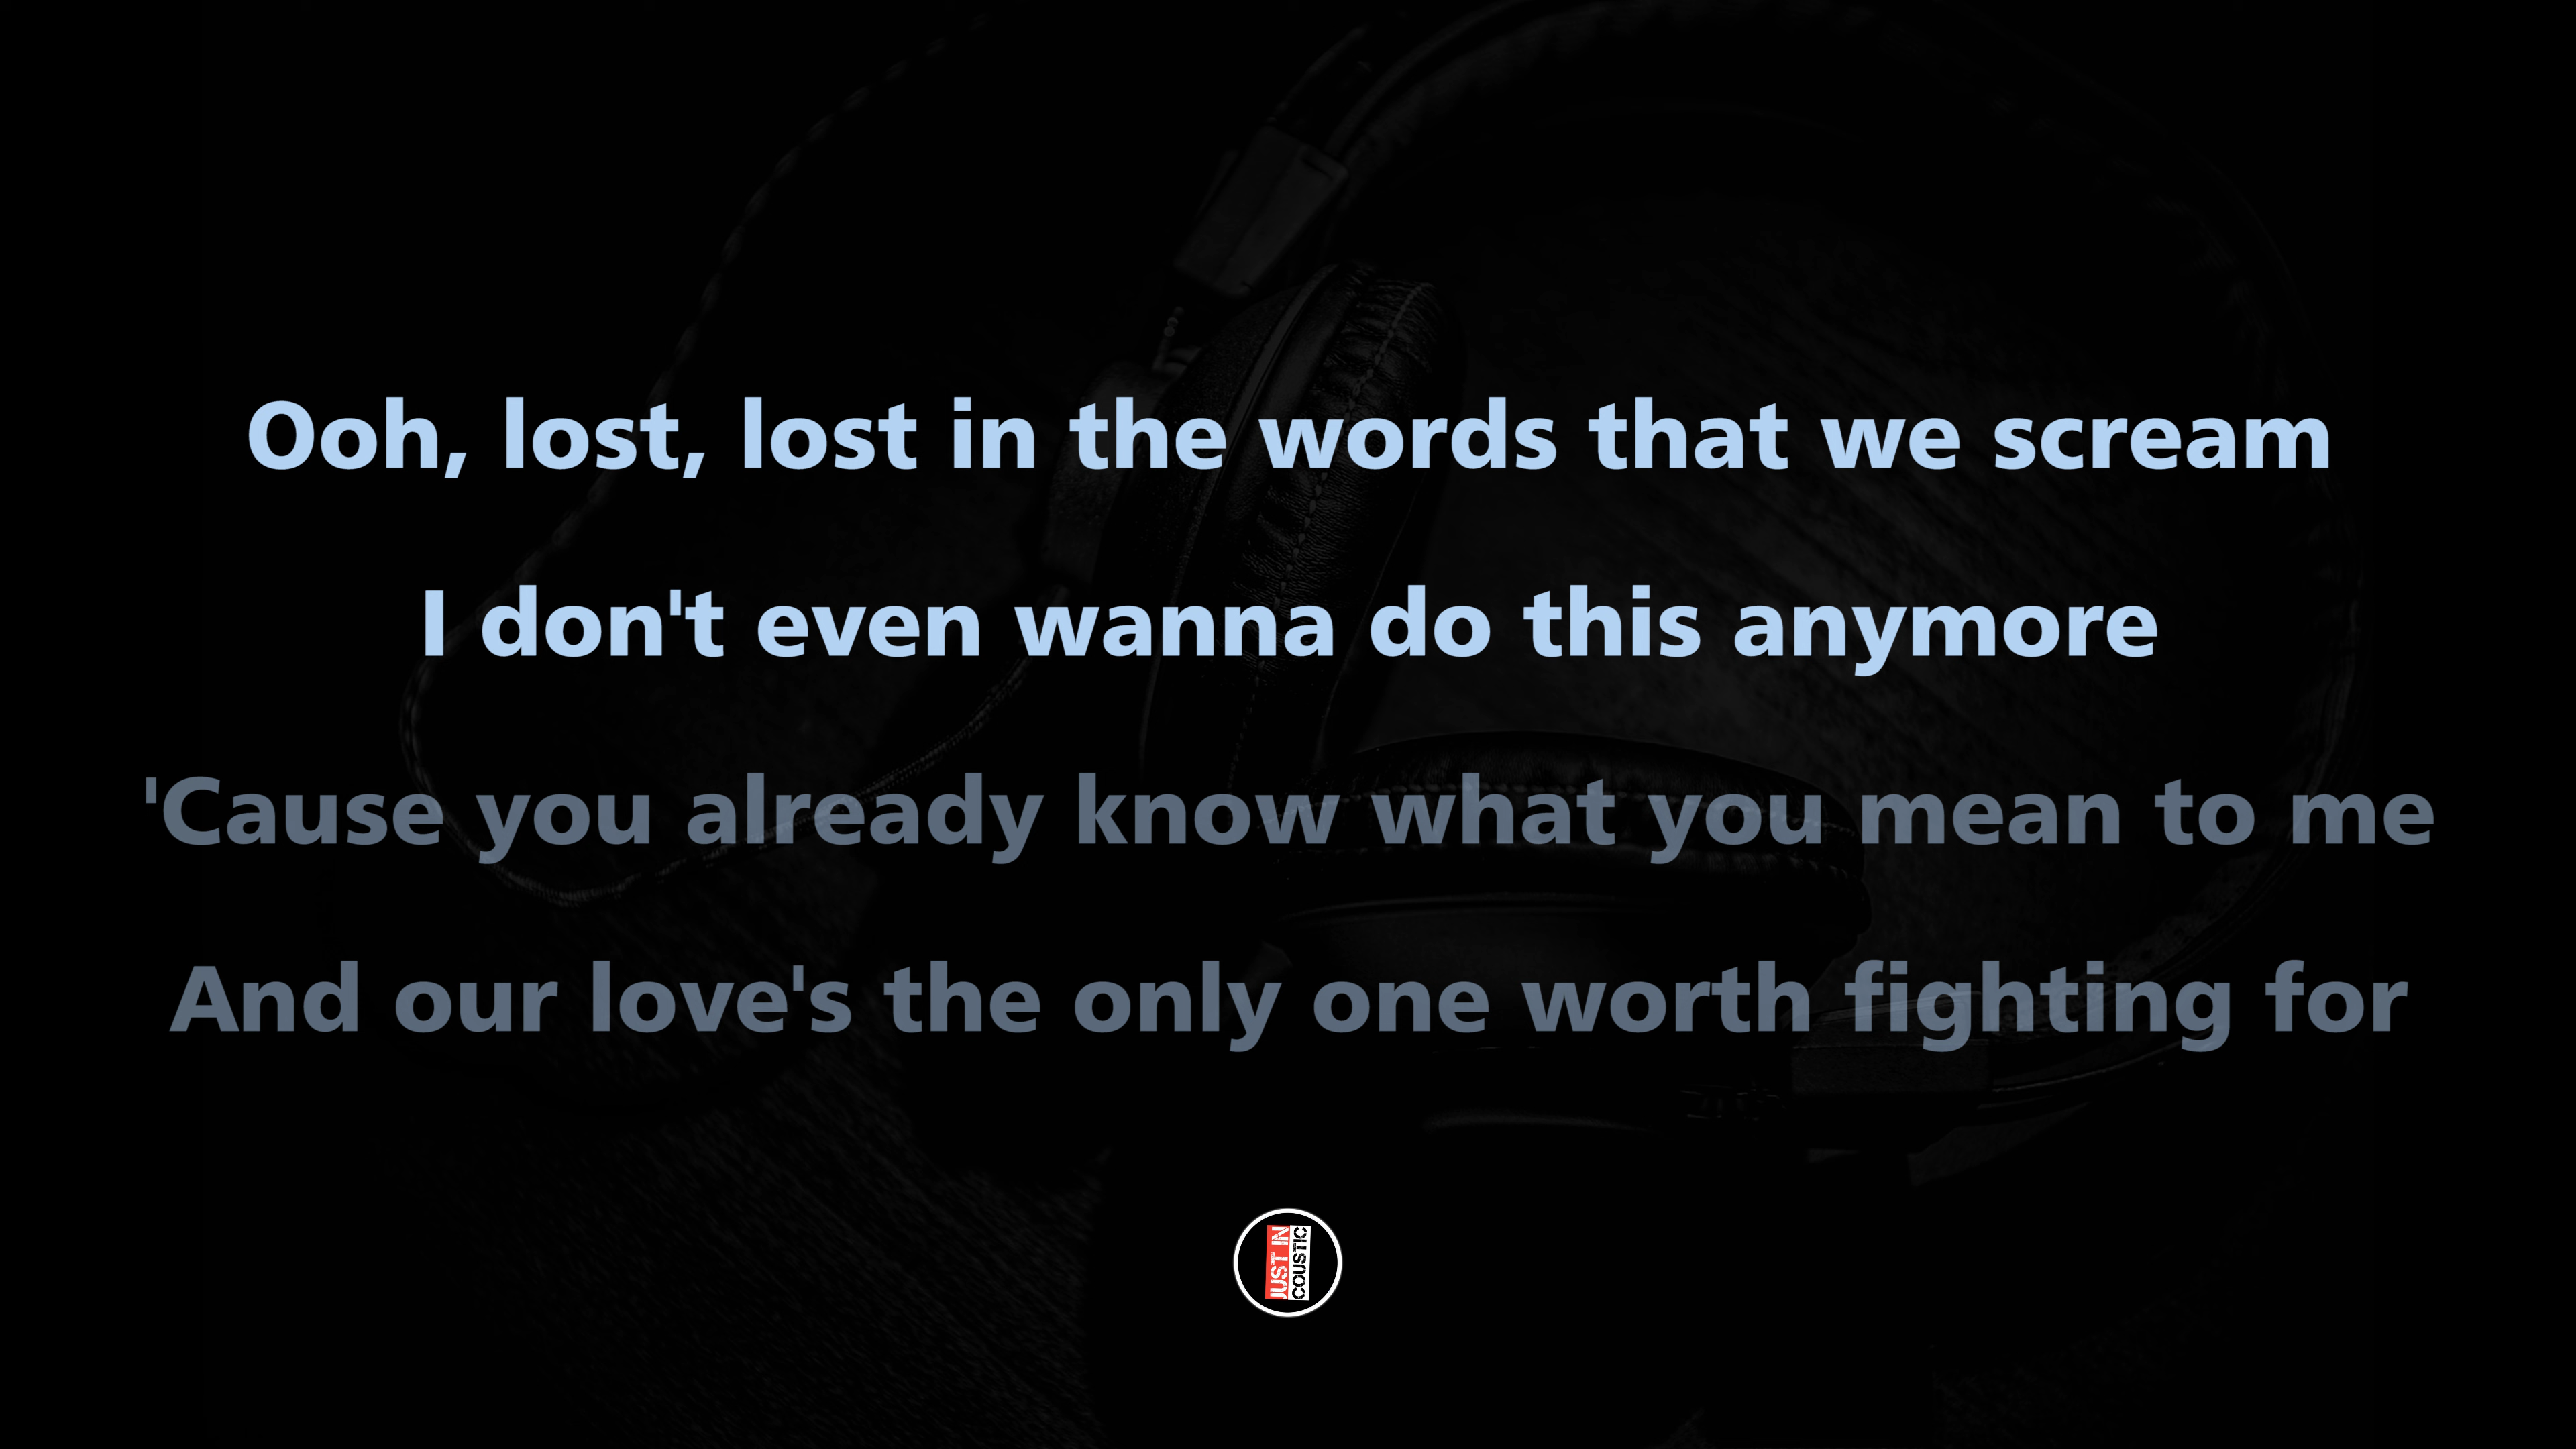 Ooh, lost, lost in the words that we scream
I don't even wanna do this anymore
'Cause you already know what you mean to me
And our love's the only one worth fighting for
JUST IN
COUSTIC